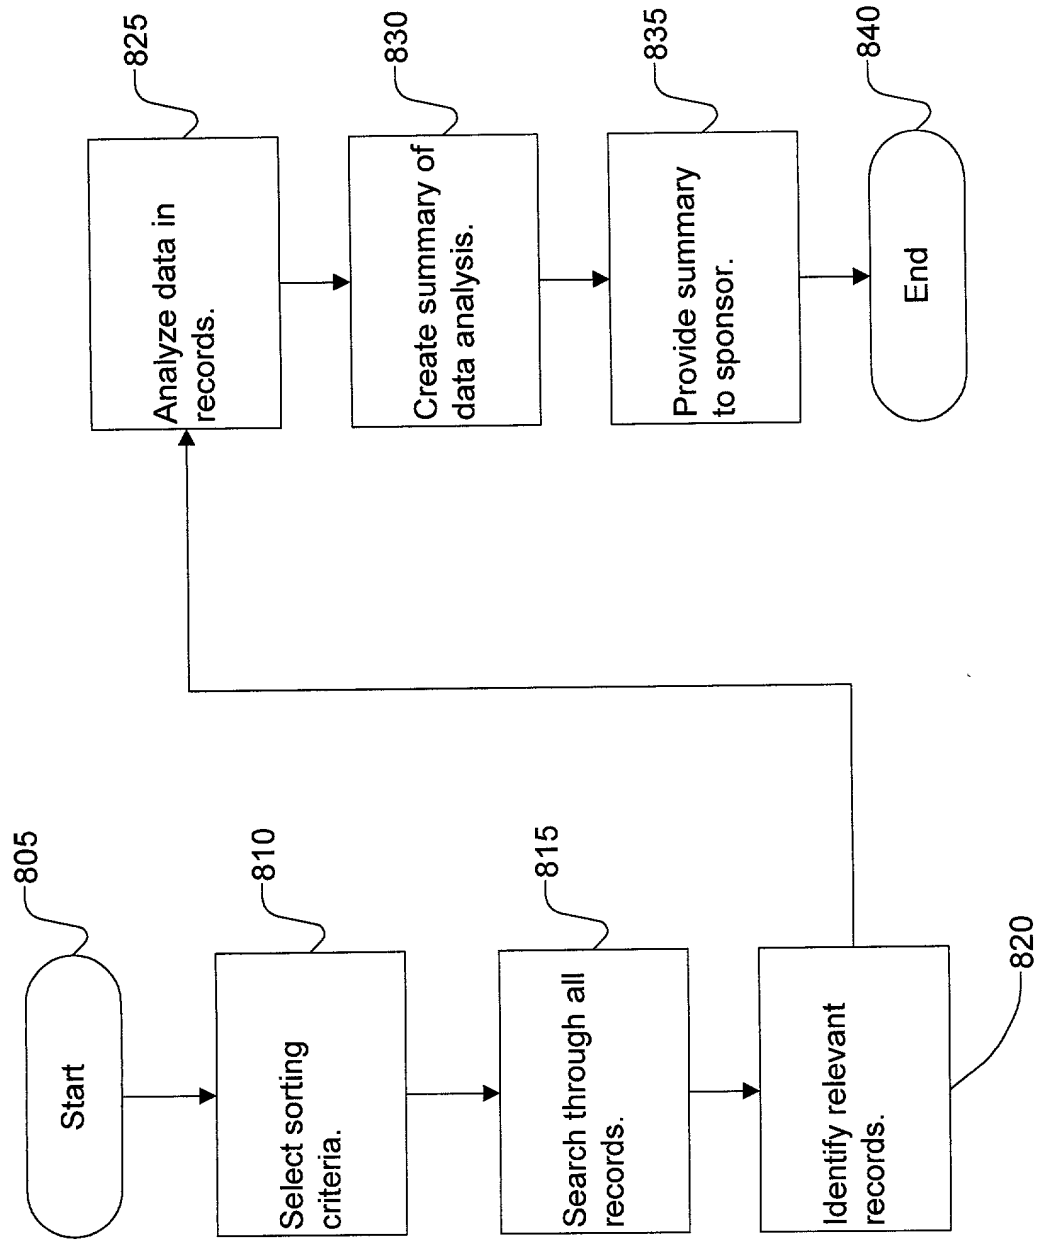 805
Start
810
Select sorting
criteria.
815
Search through all
records.
820
Identify relevant
records.
825
Analyze data in
records.
830
Create summary of
data analysis.
835
Provide summary
to sponsor.
840
End